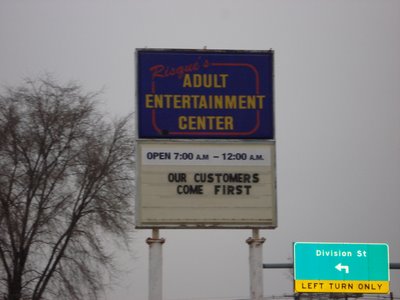 Risque's
ADULT
ENTERTAINMENT
CENTER
OPEN 7:00 A.M - 12:00 A.M.
OUR CUSTOMERS
COME FIRST
Division St
LEFT TURN ONLY